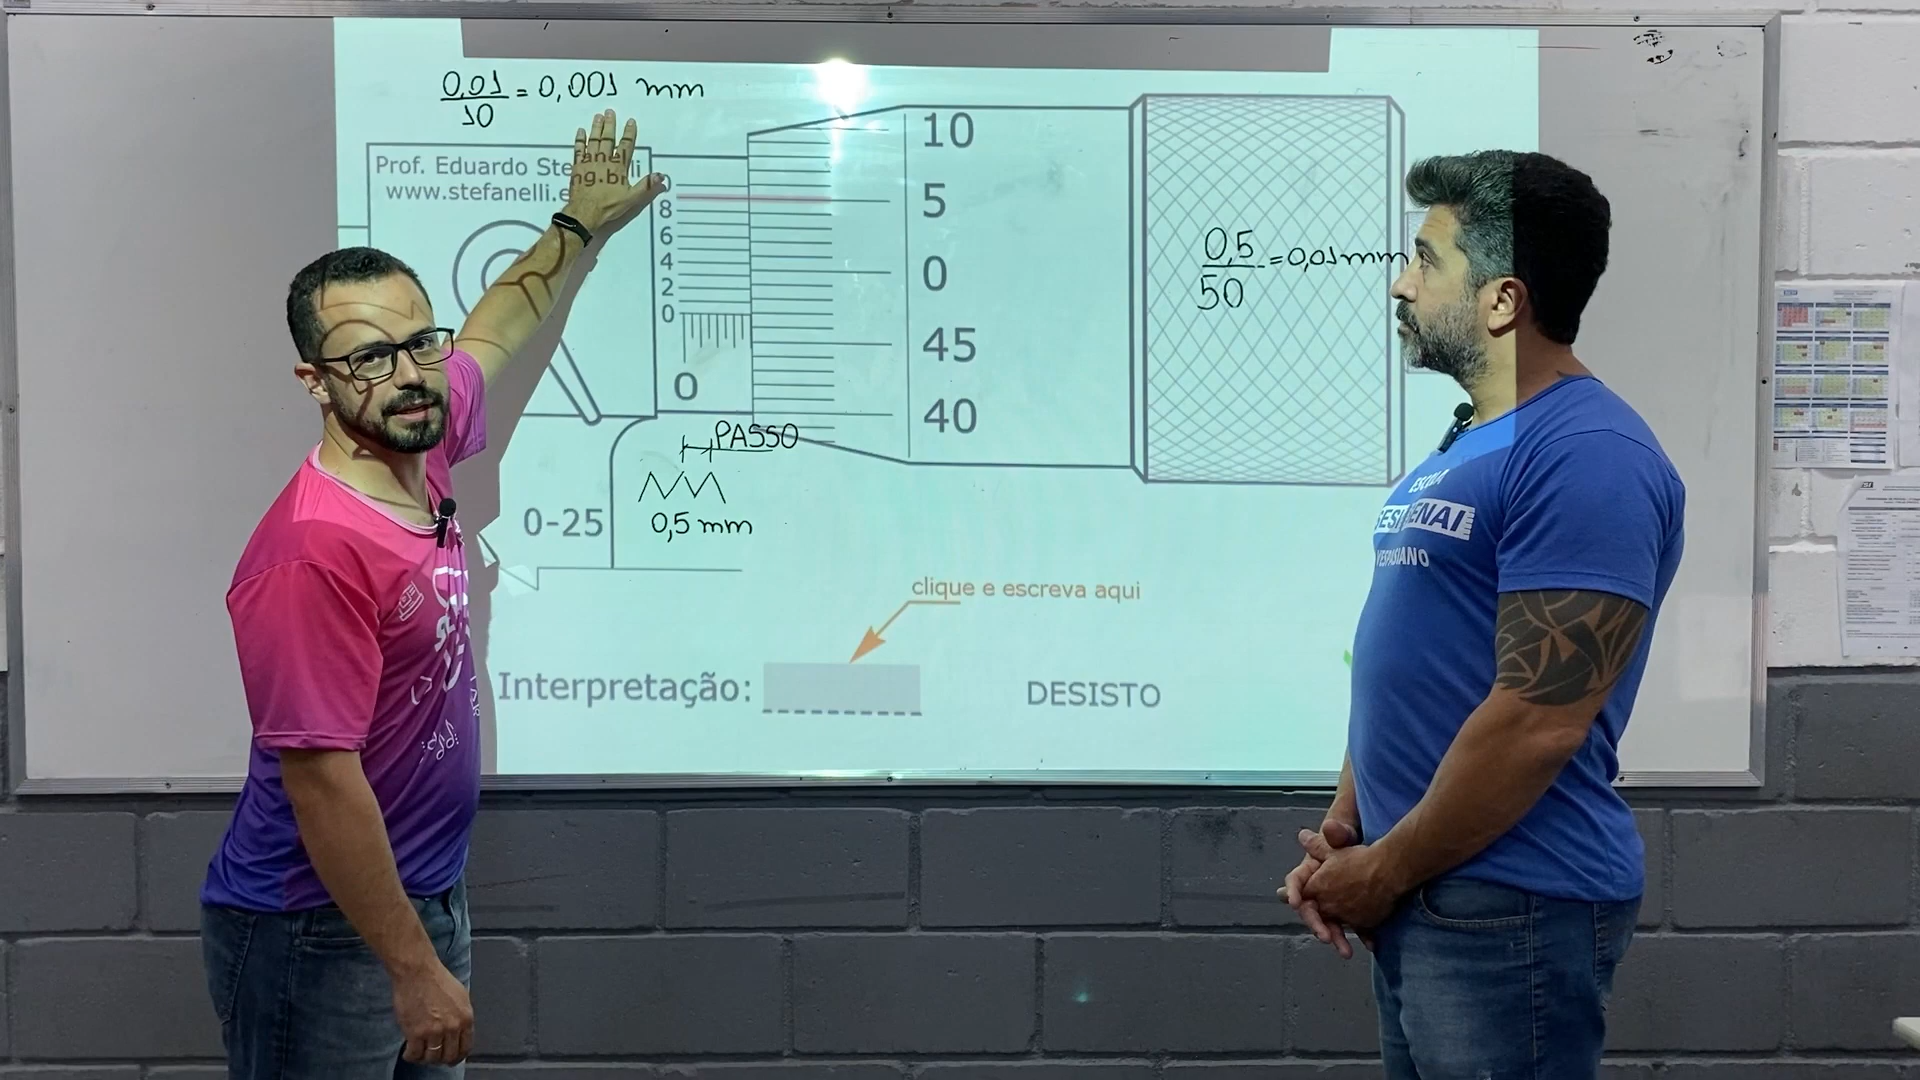 0,01
10
= 0,001 mm
Prof. Eduardo Stefanelli
www.stefanelli.eng.br
8
6
4
2
0
0
10
5
0
45
40
0,5
50
=0,01mm
PASSO
0,5 mm
0-25
clique e escreva aqui
Interpretação:
DESISTO
ESCOLA
SESI SENAI
VESPASIANO